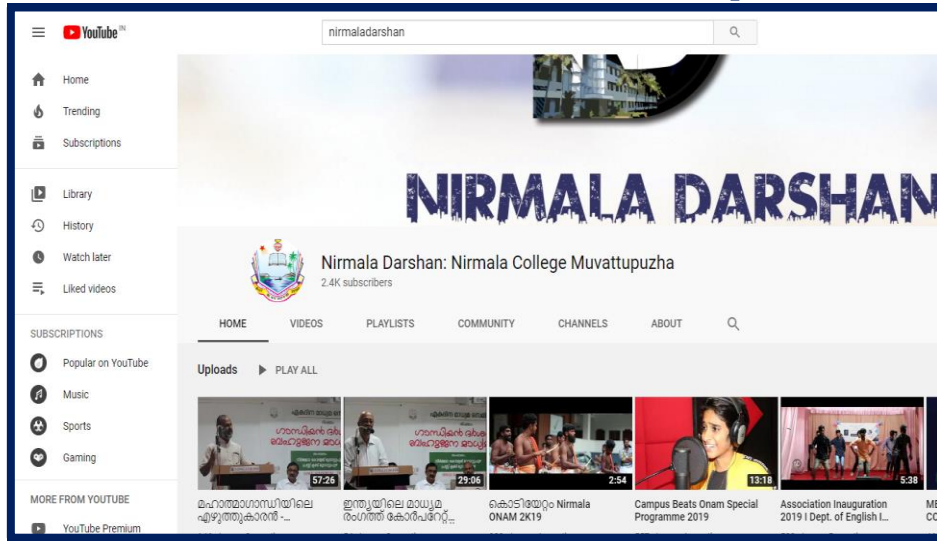 YouTube IN
nirmaladarshan
Home
Trending
Subscriptions
Library
History
Watch later
Liked videos
SUBSCRIPTIONS
Popular on YouTube
Music
Sports
Gaming
MORE FROM YOUTUBE
YouTube Premium
NIRMALA DARSHAN
Nirmala Darshan: Nirmala College Muvattupuzha
2.4K subscribers
HOME VIDEOS PLAYLISTS COMMUNITY CHANNELS ABOUT
Uploads PLAY ALL
57:26
29:06
2:54
13:18
5:38
മഹാത്മാഗാന്ധിയിലെ
എഴുത്തുകാരൻ -...
ഇന്ത്യയിലെ മാധ്യമ
രംഗത്ത് കോർപറേറ്റ്...
കൊടിയേറ്റം Nirmala
ONAM 2K19
Campus Beats Onam Special
Programme 2019
Association Inauguration
2019 I Dept. of English I...